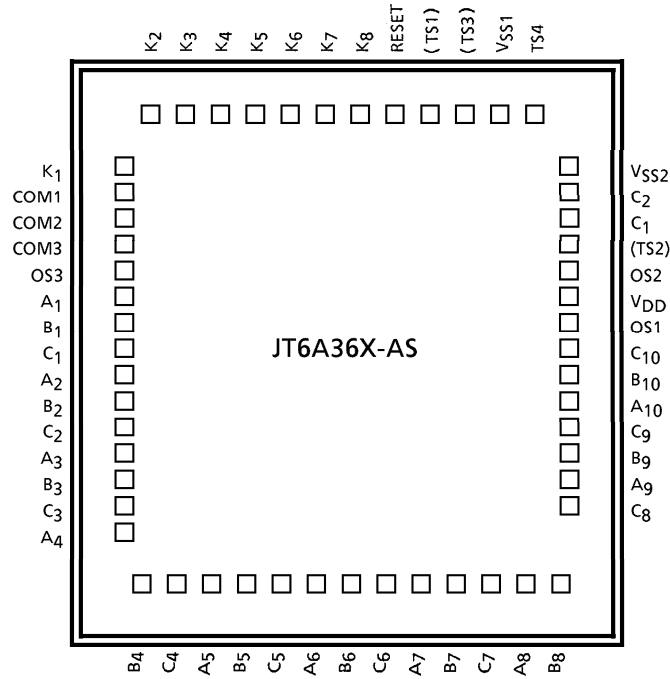 K2 K3 K4 K5 K6 K7 K8 RESET (TS1) (TS3) VSS1 TS4
K1
COM1
COM2
COM3
OS3
A1
B1
C1
A2
B2
C2
A3
B3
C3
A4
JT6A36X-AS
VSS2
C2
C1
(TS2)
OS2
VDD
OS1
C10
B10
A10
C9
B9
A9
C8
B4 C4 A5 B5 C5 A6 B6 C6 A7 B7 C7 A8 B8